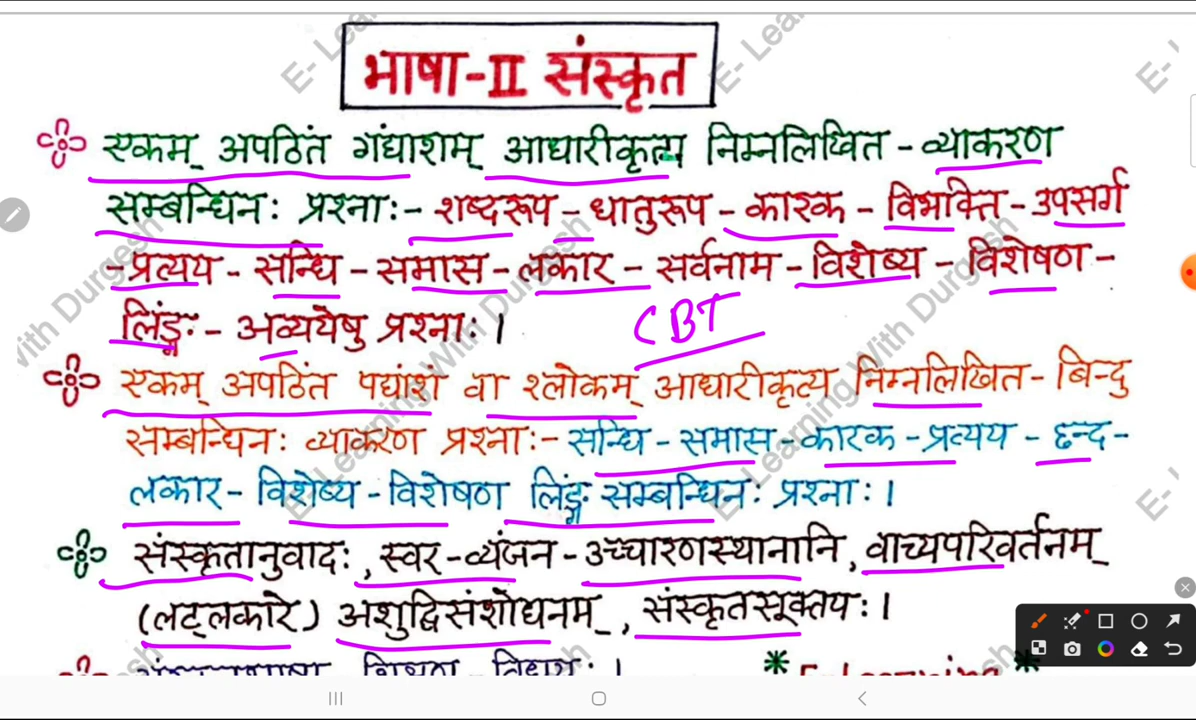 भाषा-II संस्कृत
एकम् अपठितं गंद्याशम् आधारीकृत्य निम्नलिखित - व्याकरण
सम्बन्धिनः प्रश्नाः - शब्दरूप - धातुरूप - कारक - विभक्ति - उपसर्ग
- प्रत्यय - सन्धि - समास - लकार - सर्वनाम - विशेष्य - विशेषण -
लिंङ्ग - अव्ययेषु प्रश्नाः ।
CBT
एकम् अपठितं पद्यांशं वा श्लोकम् आधारीकृत्य निम्नलिखित - बिन्दु
सम्बन्धिनः व्याकरण प्रश्नाः - सन्धि - समास - कारक - प्रत्यय - छन्द -
लकार - विशेष्य - विशेषण लिंङ्ग सम्बन्धिनः प्रश्नाः ।
संस्कृतानुवादः, स्वर - व्यंजन - उच्चारणस्थानानि, वाच्यपरिवर्तनम्
(लट्लकारे) अशुद्विसंशोधनम्, संस्कृतसूक्तयः ।
E- Learning With Durgesh